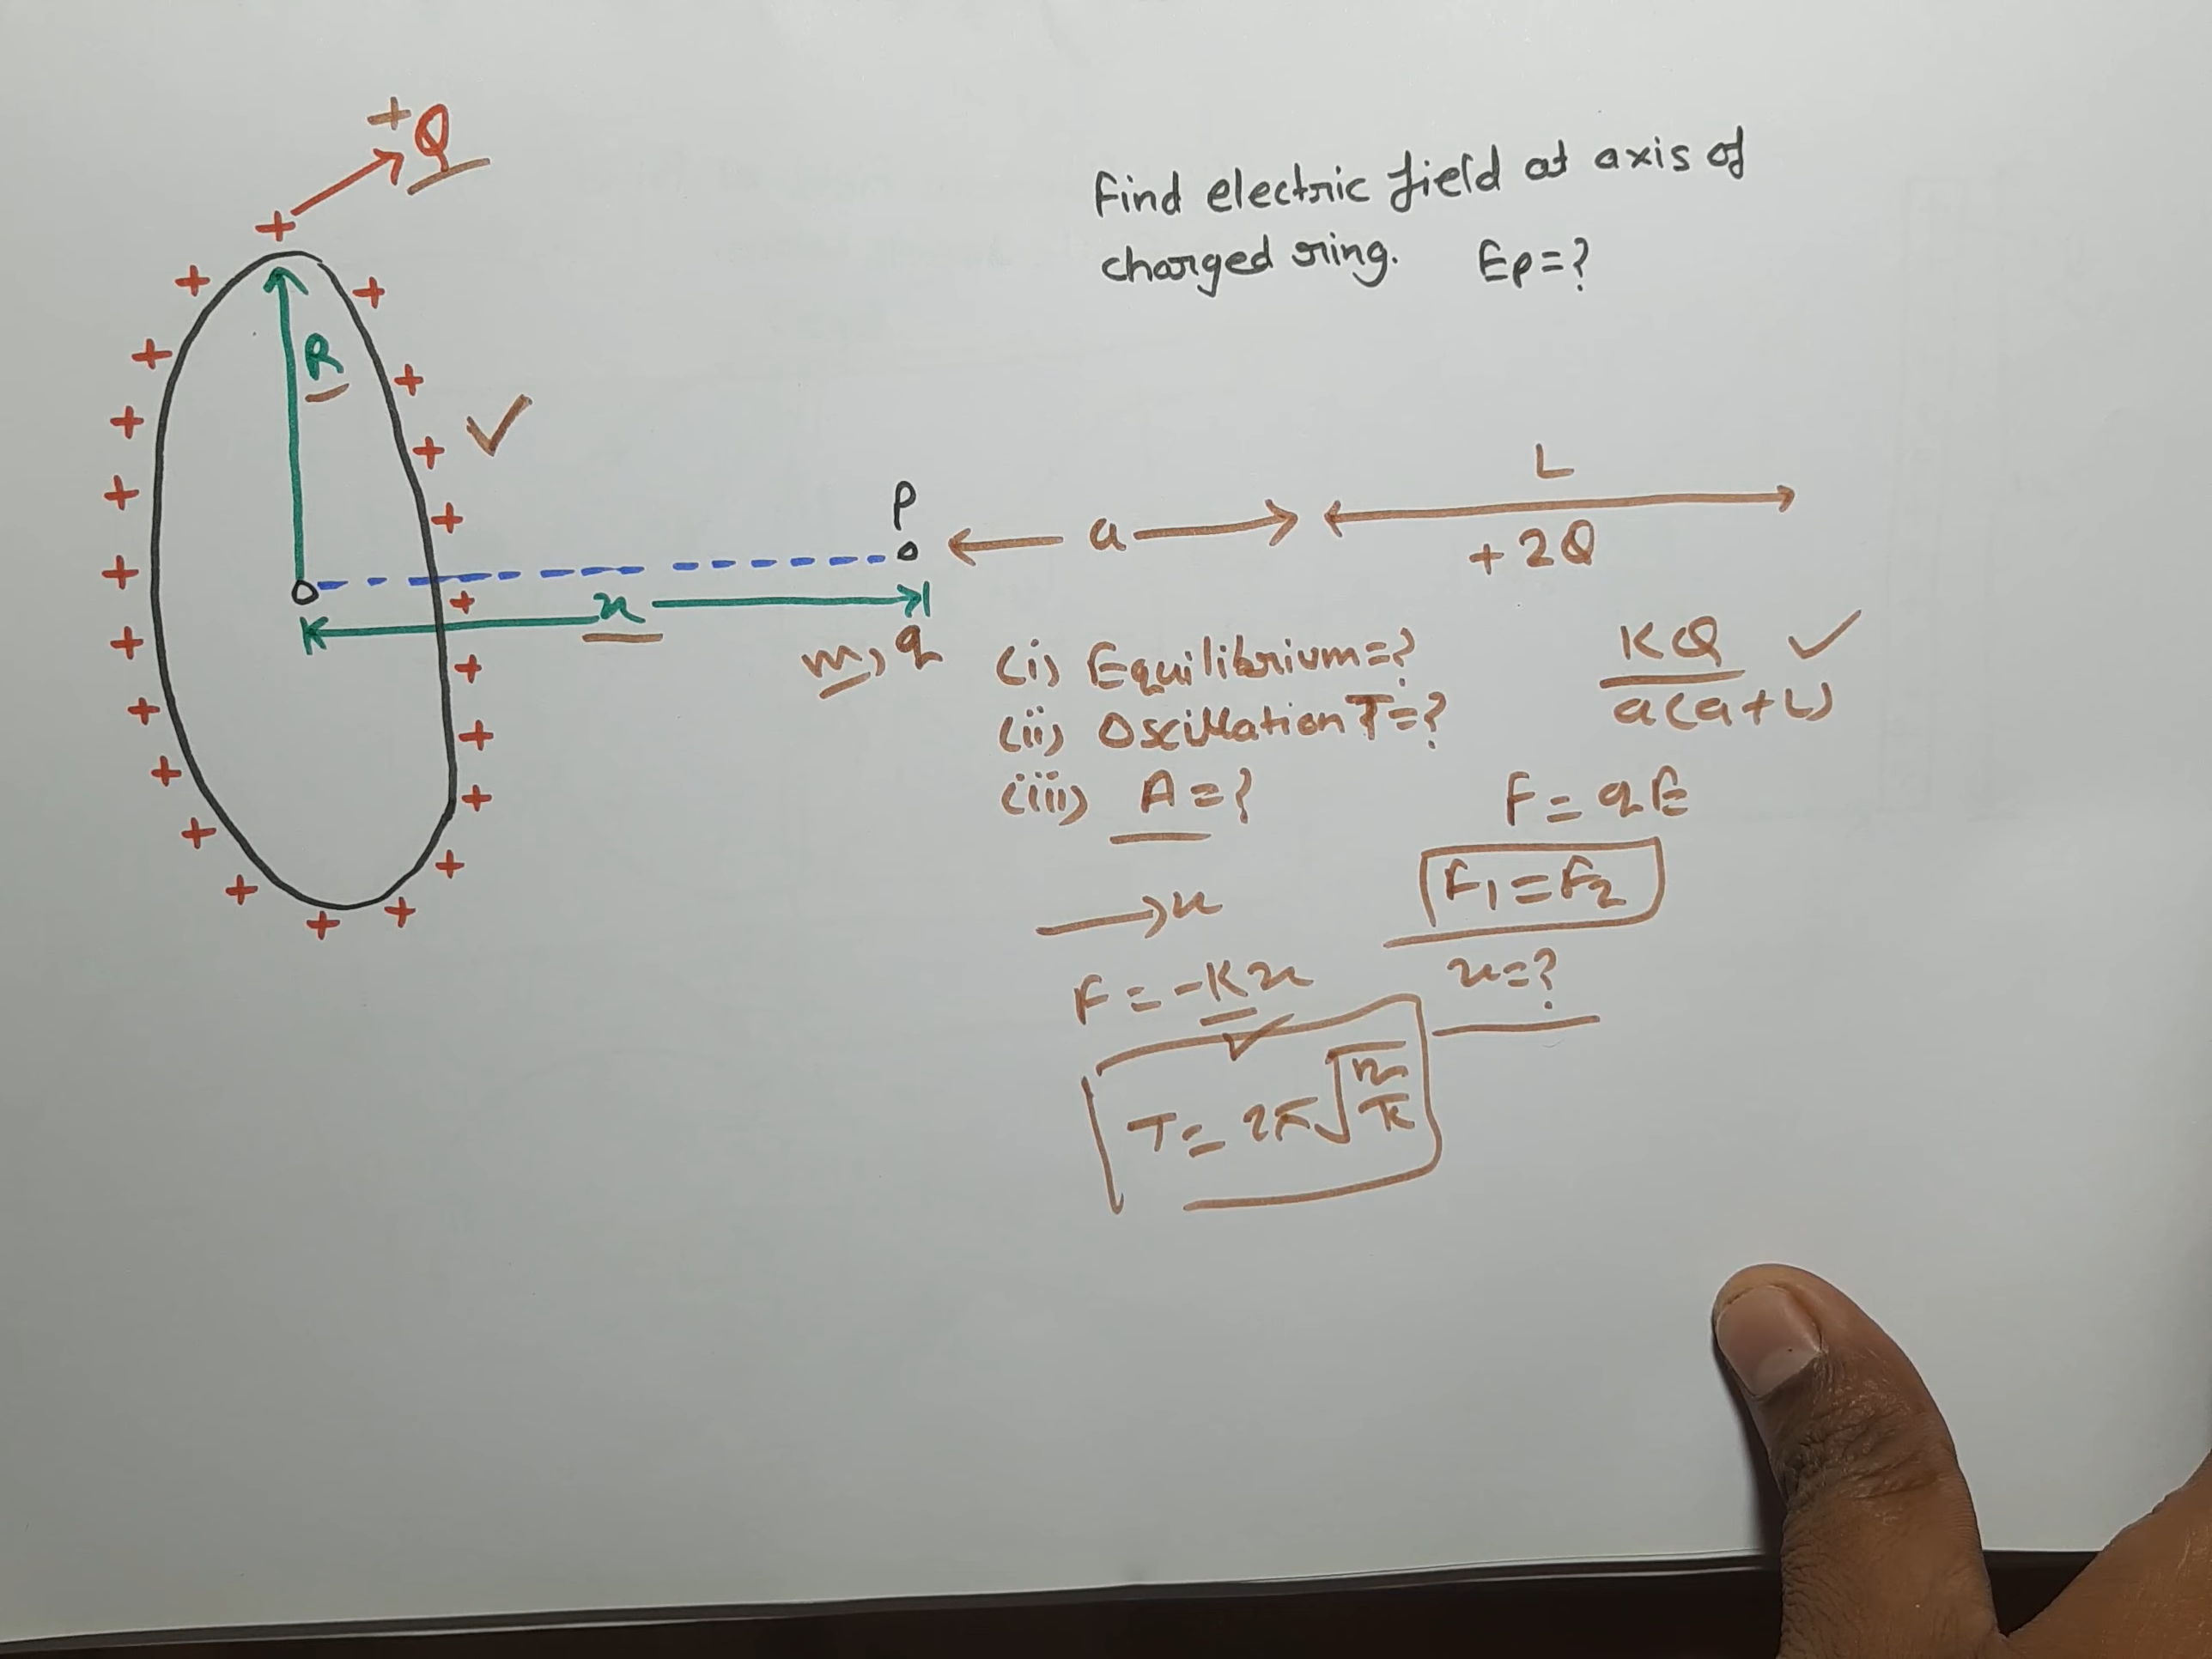 +Q
Find electric field at axis of
charged ring. Ep=?
R
L
P
a
+2Q
O
x
m, q
(i) Equilibrium=?
(ii) Oscillation T=?
(iii) A=?
KQ
a(a+L)
F=qE
F1=F2
x=?
x
F=-Kx
T=2π√m/K